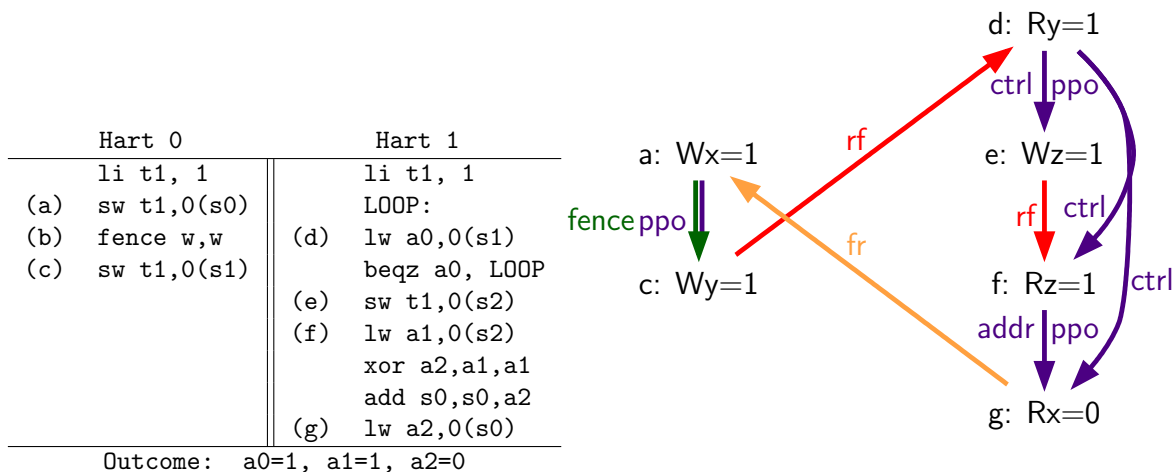 Hart 0 Hart 1
li t1, 1 li t1, 1
(a) sw t1,0(s0) LOOP:
(b) fence w,w (d) lw a0,0(s1)
(c) sw t1,0(s1) beqz a0, LOOP
(e) sw t1,0(s2)
(f) lw a1,0(s2)
xor a2,a1,a1
add s0,s0,a2
(g) lw a2,0(s0)
Outcome: a0=1, a1=1, a2=0
d: Ry=1
ctrl ppo
rf
a: Wx=1 e: Wz=1
fence ppo rf ctrl
fr
c: Wy=1 f: Rz=1 ctrl
addr ppo
g: Rx=0